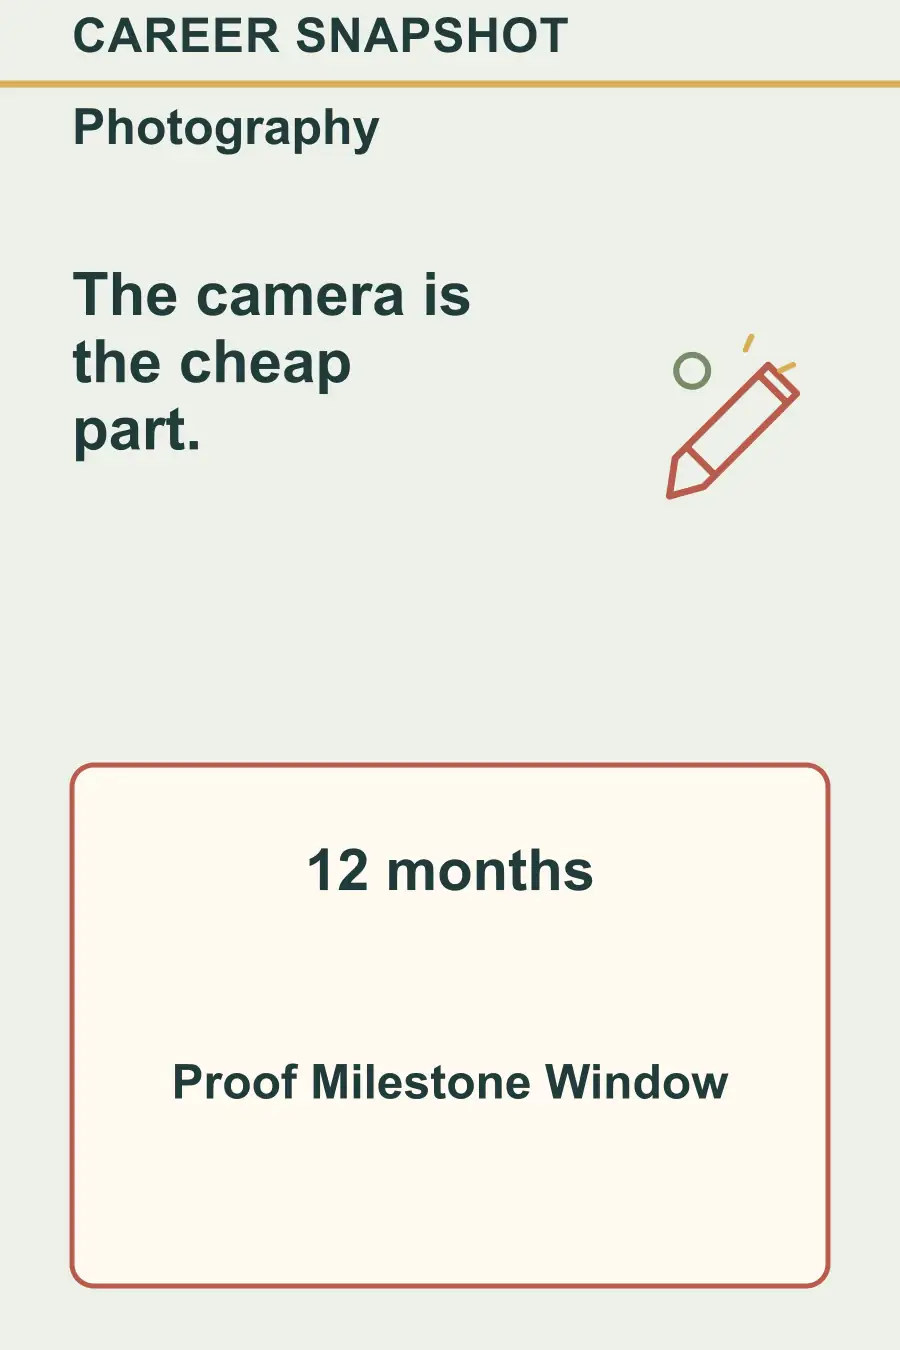 CAREER SNAPSHOT
Photography
The camera is
the cheap
part.
12 months
Proof Milestone Window